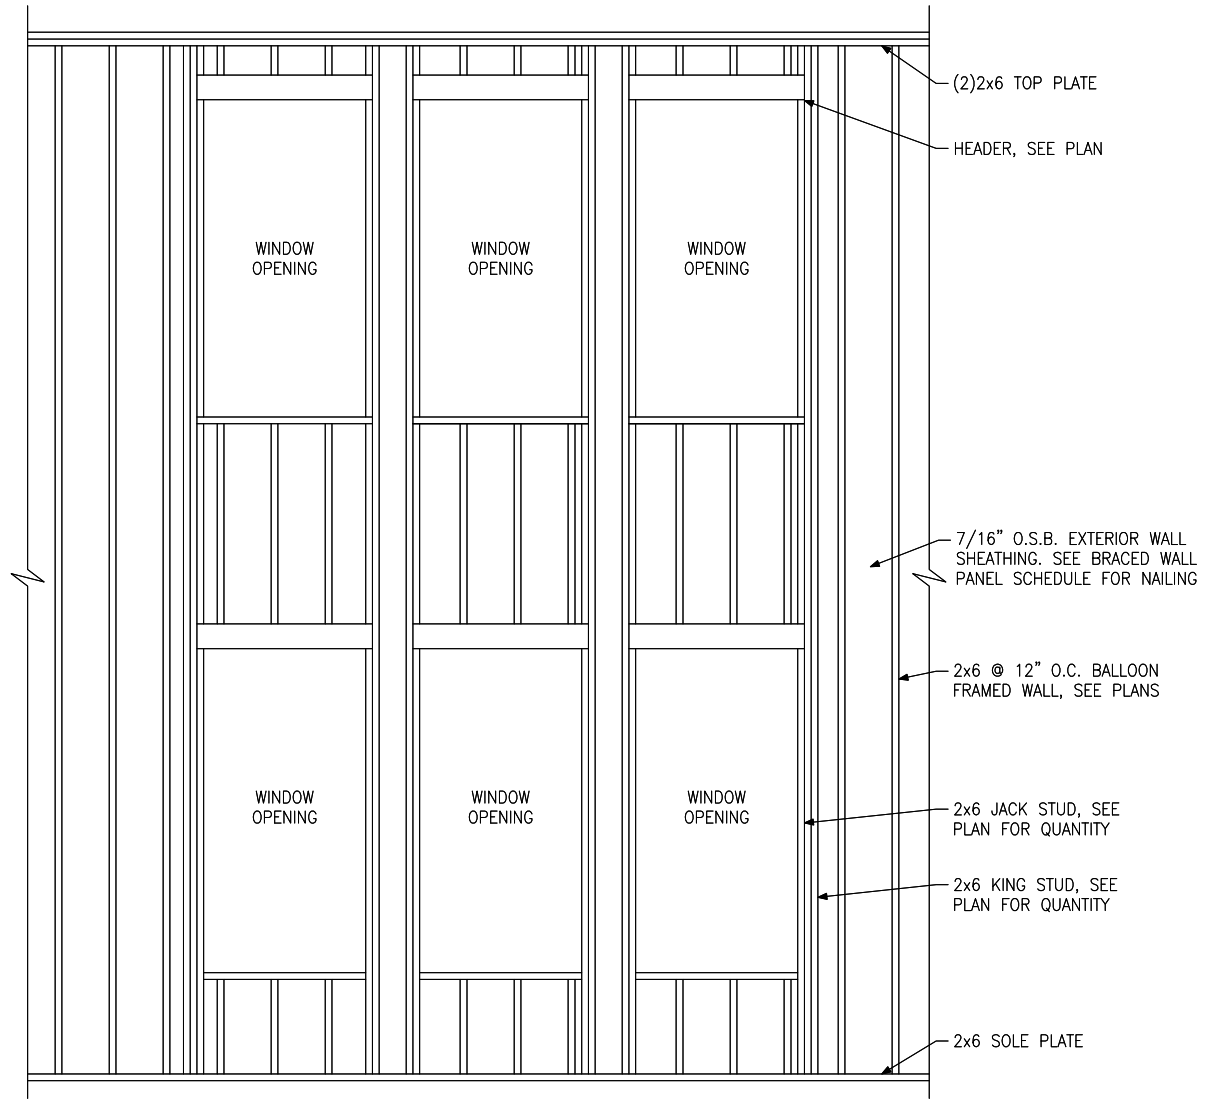 (2)2x6 TOP PLATE
HEADER, SEE PLAN
WINDOW
OPENING
WINDOW
OPENING
WINDOW
OPENING
7/16” O.S.B. EXTERIOR WALL
SHEATHING. SEE BRACED WALL
PANEL SCHEDULE FOR NAILING
2x6 @ 12” O.C. BALLOON
FRAMED WALL, SEE PLANS
WINDOW
OPENING
WINDOW
OPENING
WINDOW
OPENING
2x6 JACK STUD, SEE
PLAN FOR QUANTITY
2x6 KING STUD, SEE
PLAN FOR QUANTITY
2x6 SOLE PLATE